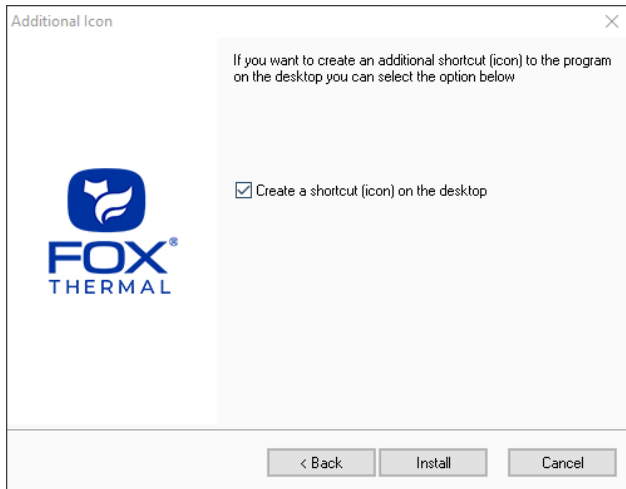 Additional Icon
If you want to create an additional shortcut (icon) to the program
on the desktop you can select the option below
Create a shortcut (icon) on the desktop
FOX®
THERMAL
< Back
Install
Cancel